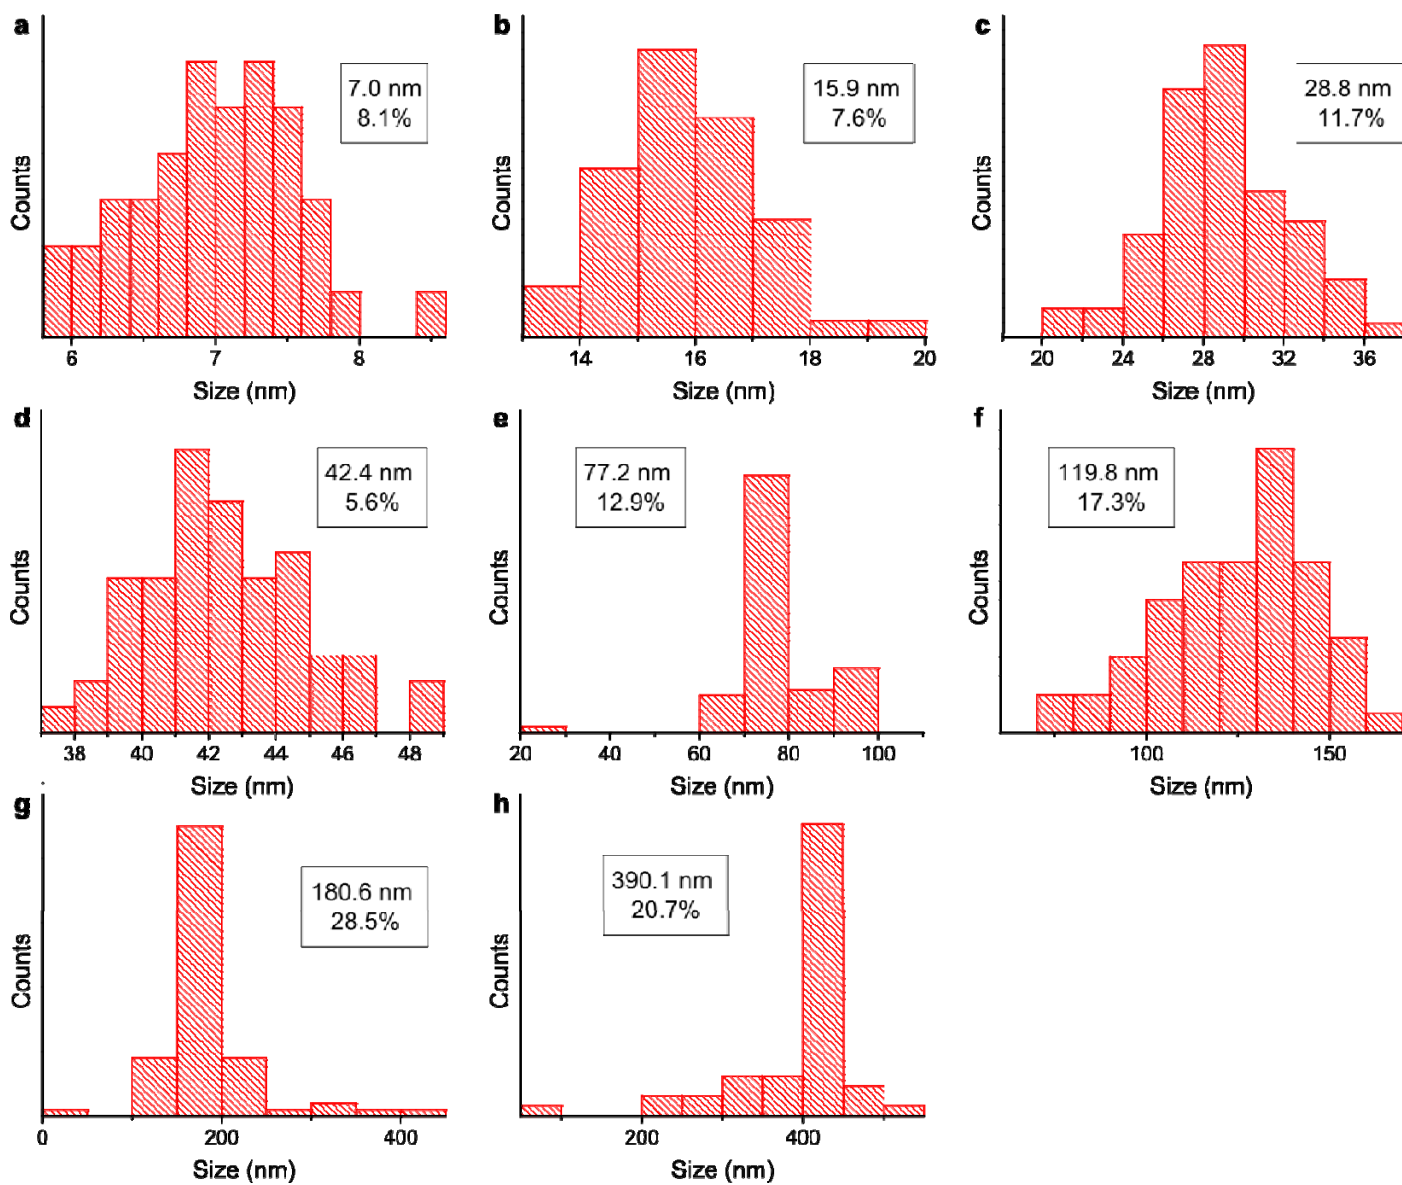 a
7.0 nm
8.1%
Counts
6 7 8
Size (nm)
b
15.9 nm
7.6%
Counts
14 16 18 20
Size (nm)
c
28.8 nm
11.7%
Counts
20 24 28 32 36
Size (nm)
d
42.4 nm
5.6%
Counts
38 40 42 44 46 48
Size (nm)
e
77.2 nm
12.9%
Counts
20 40 60 80 100
Size (nm)
f
119.8 nm
17.3%
Counts
100 150
Size (nm)
g
180.6 nm
28.5%
Counts
0 200 400
Size (nm)
h
390.1 nm
20.7%
Counts
200 400
Size (nm)